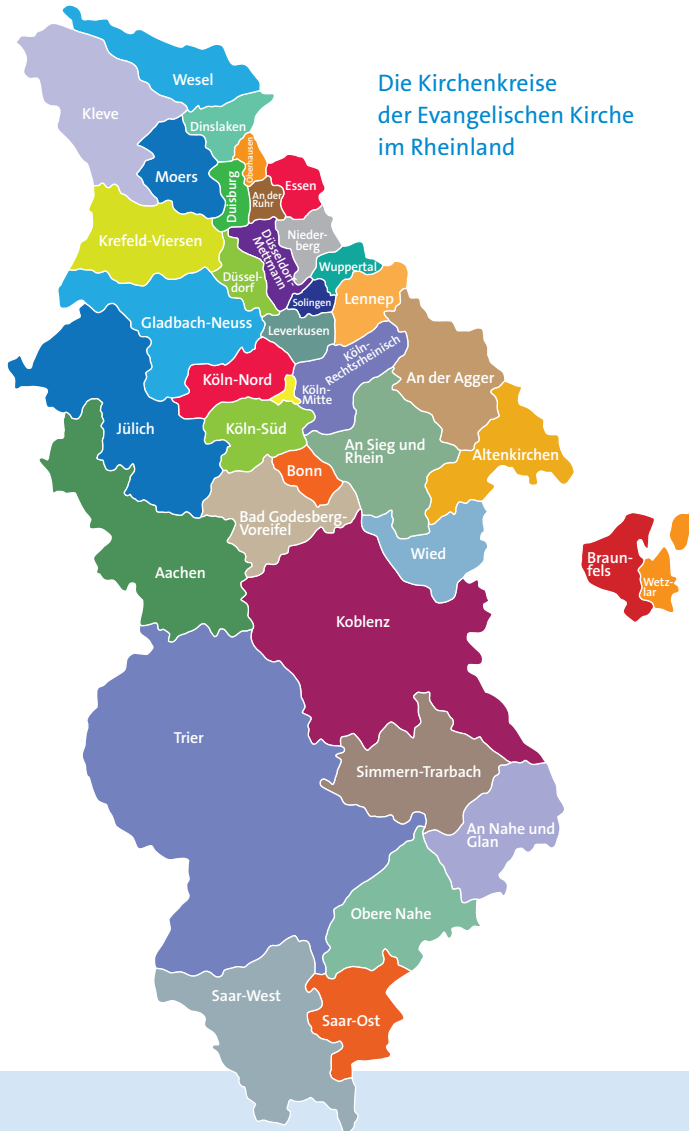 Die Kirchenkreise
der Evangelischen Kirche
im Rheinland
Wesel
Kleve
Dinslaken
Oberhausen
Moers
Duisburg
Essen
An der
Ruhr
Krefeld-Viersen
Nieder-
berg
Düsseldorf-
Mettmann
Düssel-
dorf
Wuppertal
Solingen
Lennep
Gladbach-Neuss
Leverkusen
Köln-
Rechtsrheinisch
Köln-Nord
An der Agger
Köln-
Mitte
Jülich
Köln-Süd
An Sieg und
Rhein
Altenkirchen
Bonn
Bad Godesberg-
Voreifel
Wied
Braun-
fels
Wetz-
lar
Aachen
Koblenz
Trier
Simmern-Trarbach
An Nahe und
Glan
Obere Nahe
Saar-West
Saar-Ost